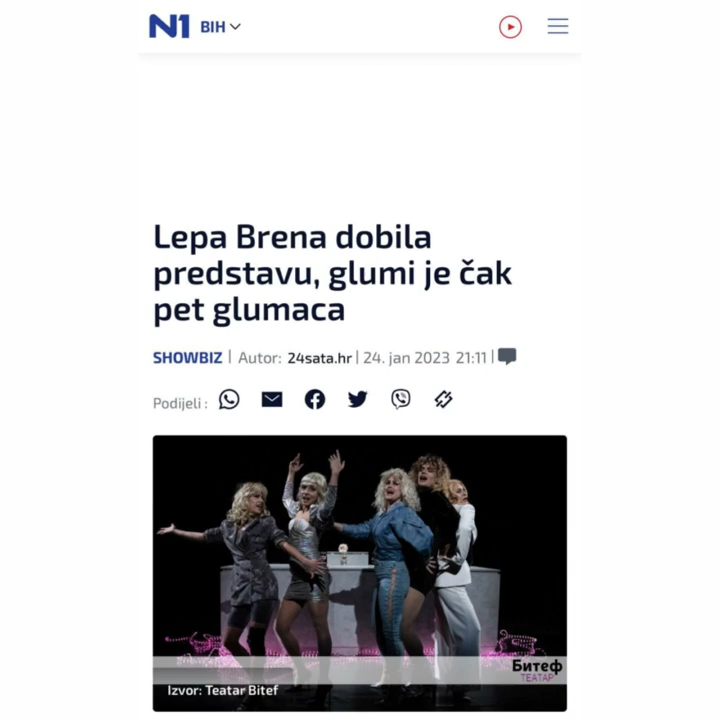 N1 BIH
Lepa Brena dobila
predstavu, glumi je čak
pet glumaca
SHOWBIZ | Autor: 24sata.hr | 24. jan 2023 21:11 |
Podijeli :
Битеф
ТЕАТАР
Izvor: Teatar Bitef